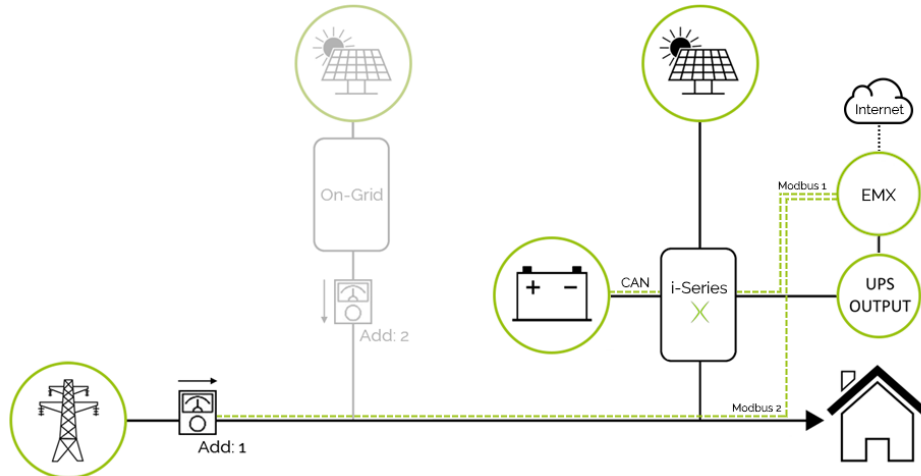 Internet
On-Grid
Modbus 1
EMX
CAN
i-Series
X
UPS
OUTPUT
Add: 2
Modbus 2
Add: 1